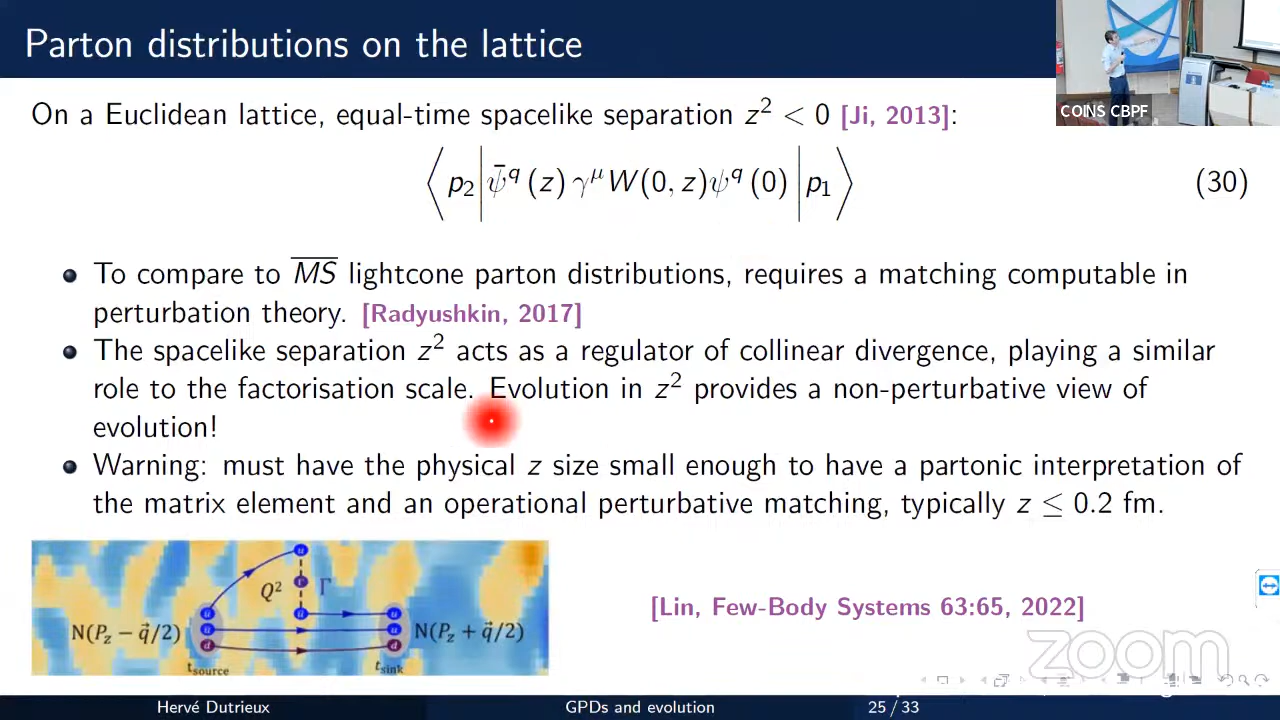 Parton distributions on the lattice
COINS CBPF
On a Euclidean lattice, equal-time spacelike separation z² < 0 [Ji, 2013]:
⟨p₂|ψ̄^q(z) γ^μ W(0, z)ψ^q(0)|p₁⟩ (30)
To compare to \overline{MS} lightcone parton distributions, requires a matching computable in
perturbation theory. [Radyushkin, 2017]
The spacelike separation z² acts as a regulator of collinear divergence, playing a similar
role to the factorisation scale. Evolution in z² provides a non-perturbative view of
evolution!
Warning: must have the physical z size small enough to have a partonic interpretation of
the matrix element and an operational perturbative matching, typically z ≤ 0.2 fm.
u
Q² Γ
u u u
N(P_z − q⃗/2) u u N(P_z + q⃗/2)
d d
t_source t_sink
[Lin, Few-Body Systems 63:65, 2022]
zoom
Hervé Dutrieux GPDs and evolution 25 / 33